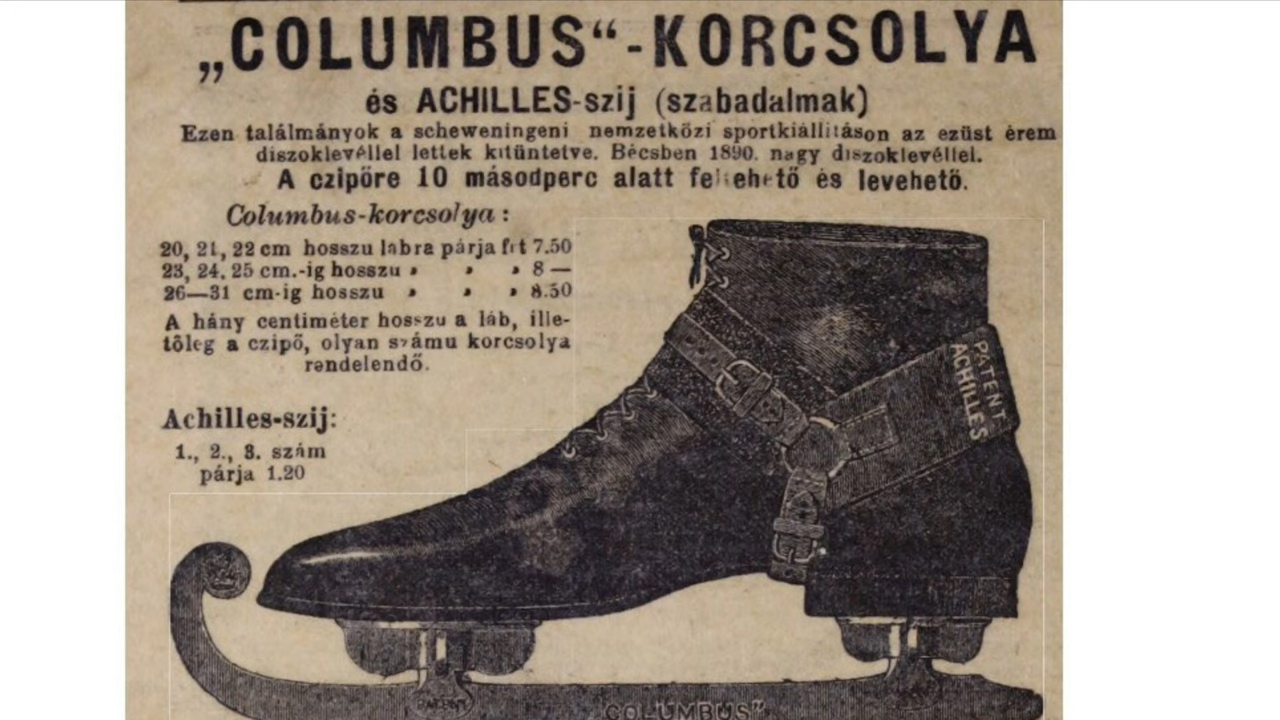 „COLUMBUS“-KORCSOLYA
és ACHILLES-szij (szabadalmak)
Ezen találmányok a scheweningeni nemzetközi sportkiállitáson az ezüst érem
diszoklevéllel lettek kitüntetve. Bécsben 1890. nagy diszoklevéllel.
A czipőre 10 másodperc alatt feltehető és levehető.
Columbus-korcsolya:
20, 21, 22 cm hosszu lábra párja frt 7.50
23, 24, 25 cm.-ig hosszu „ „ „ 8 —
26—31 cm-ig hosszu „ „ „ 8.50
A hány centiméter hosszu a láb, ille-
tőleg a czipő, olyan számu korcsolya
rendelendő.
Achilles-szij:
1., 2., 3. szám
párja 1.20
PATENT
ACHILLES
COLUMBUS”